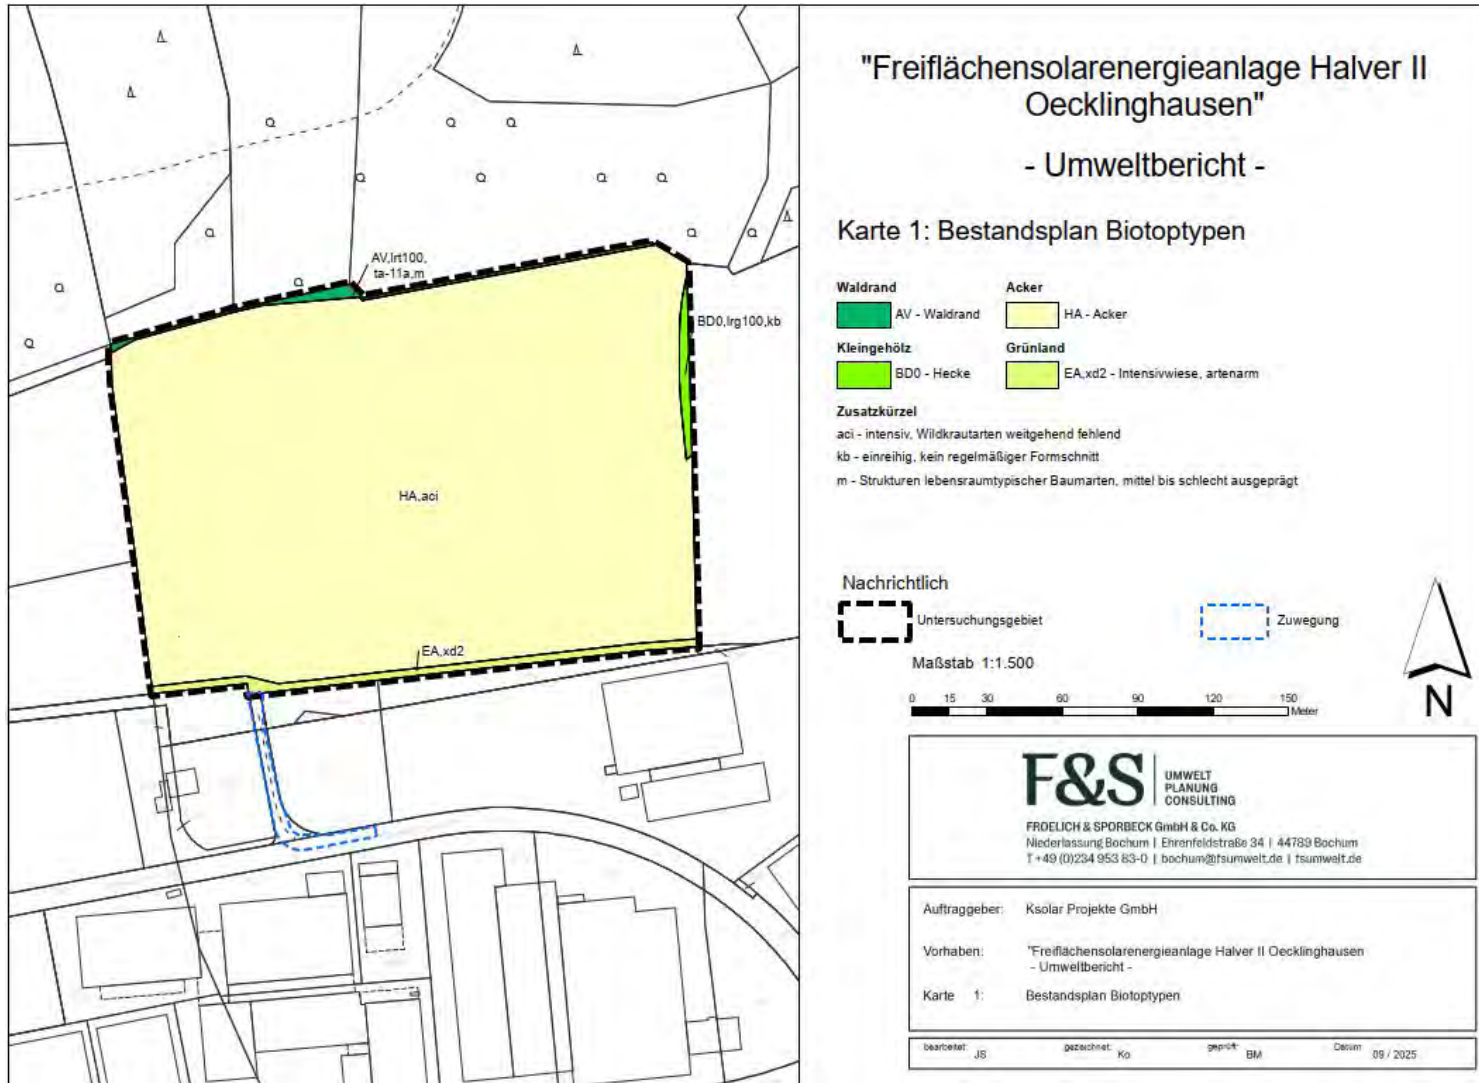 "Freiflächensolarenergieanlage Halver II
Oecklinghausen"
- Umweltbericht -
Karte 1: Bestandsplan Biotoptypen
Waldrand
AV - Waldrand
Acker
HA - Acker
Kleingehölz
BD0 - Hecke
Grünland
EA,xd2 - Intensivwiese, artenarm
Zusatzkürzel
aci - intensiv, Wildkrautarten weitgehend fehlend
kb - einreihig, kein regelmäßiger Formschnitt
m - Strukturen lebensraumtypischer Baumarten, mittel bis schlecht ausgeprägt
Nachrichtlich
Untersuchungsgebiet
Zuwegung
Maßstab 1:1.500
0 15 30 60 90 120 150
Meter
N
AV,lrt100,
ta-11a,m
BD0,lrg100,kb
HA,aci
EA,xd2
F&S
UMWELT
PLANUNG
CONSULTING
FROELICH & SPORBECK GmbH & Co. KG
Niederlassung Bochum | Ehrenfeldstraße 34 | 44789 Bochum
T +49 (0)234 953 83-0 | bochum@fsumwelt.de | fsumwelt.de
Auftraggeber: Ksolar Projekte GmbH
Vorhaben: "Freiflächensolarenergieanlage Halver II Oecklinghausen
- Umweltbericht -
Karte 1: Bestandsplan Biotoptypen
bearbeitet: JS gezeichnet: Ko geprüft: BM Datum 09 / 2025